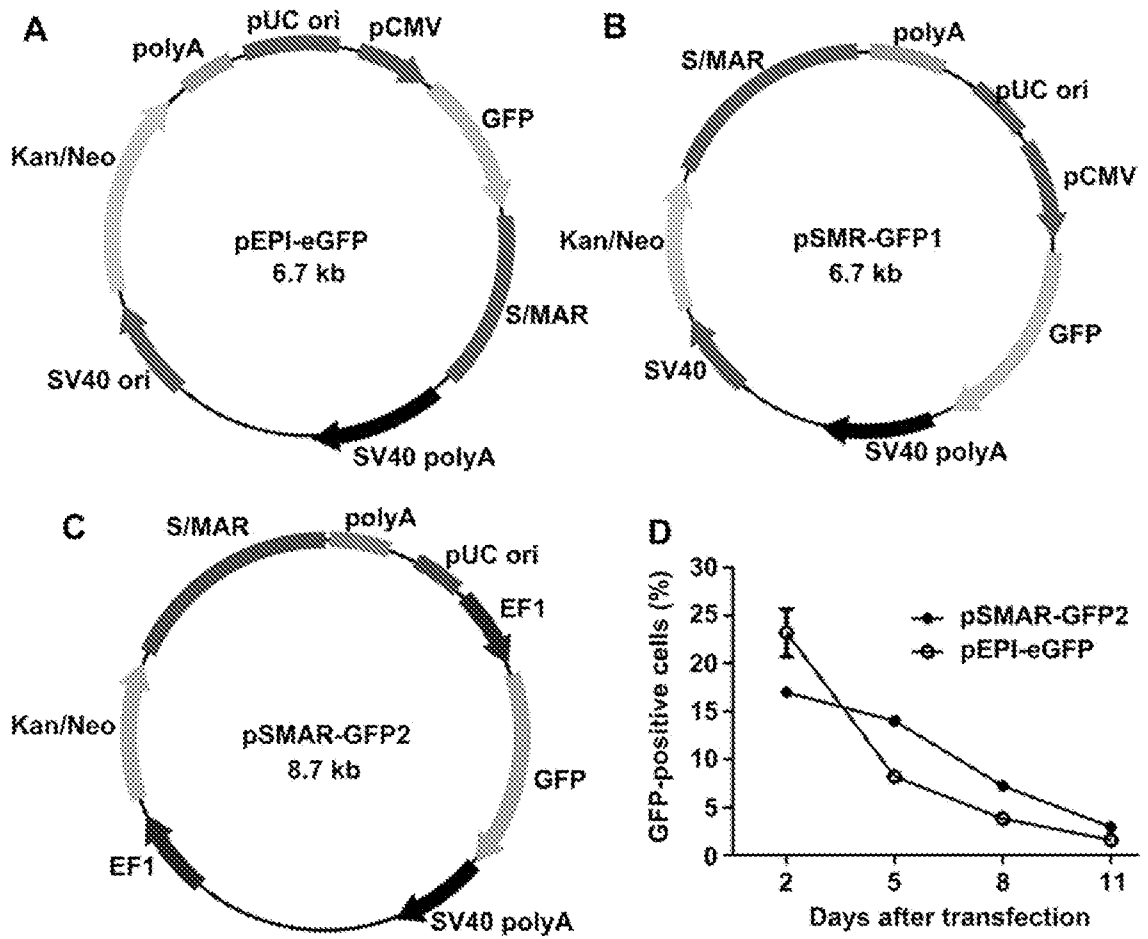 A
pUC ori
pCMV
polyA
GFP
Kan/Neo
pEPI-eGFP
6.7 kb
S/MAR
SV40 ori
SV40 polyA
B
polyA
S/MAR
pUC ori
pCMV
Kan/Neo
pSMR-GFP1
6.7 kb
GFP
SV40
SV40 polyA
C
S/MAR
polyA
pUC ori
EF1
Kan/Neo
pSMAR-GFP2
8.7 kb
GFP
EF1
SV40 polyA
D
GFP-positive cells (%)
30
25
20
15
10
5
0
pSMAR-GFP2
pEPI-eGFP
2 5 8 11
Days after transfection